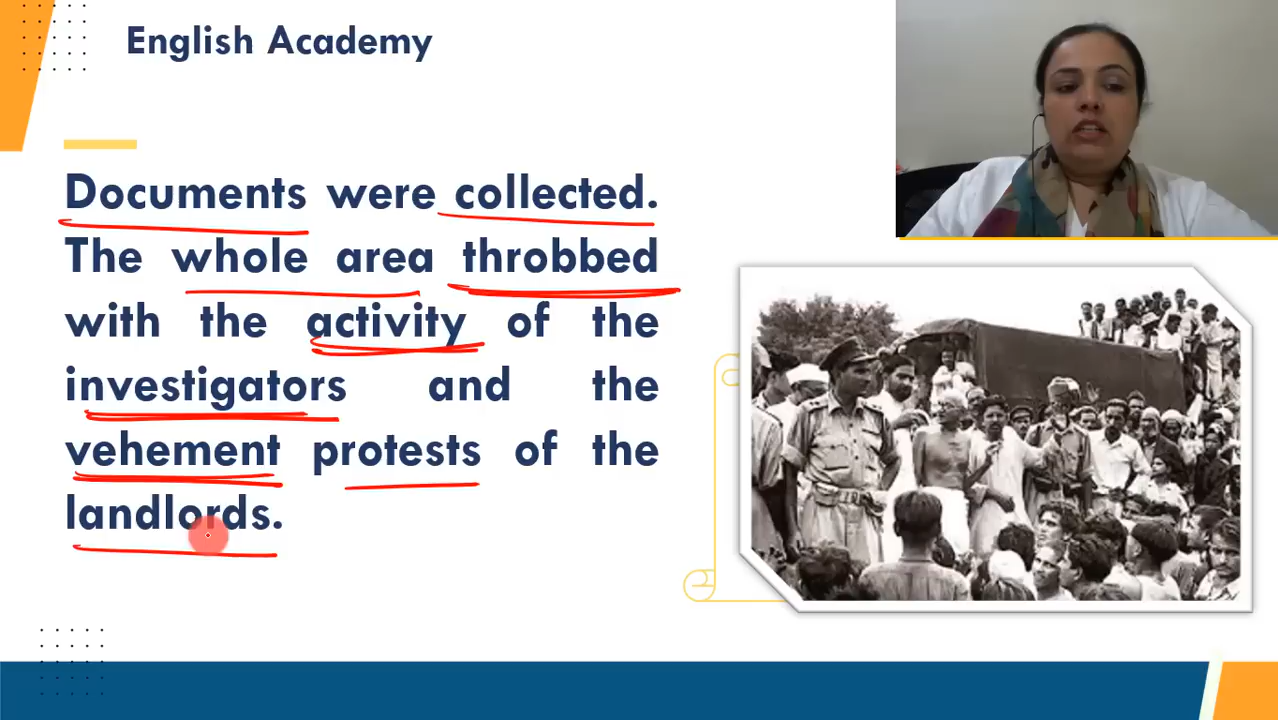 English Academy
Documents were collected.
The whole area throbbed
with the activity of the
investigators and the
vehement protests of the
landlords.